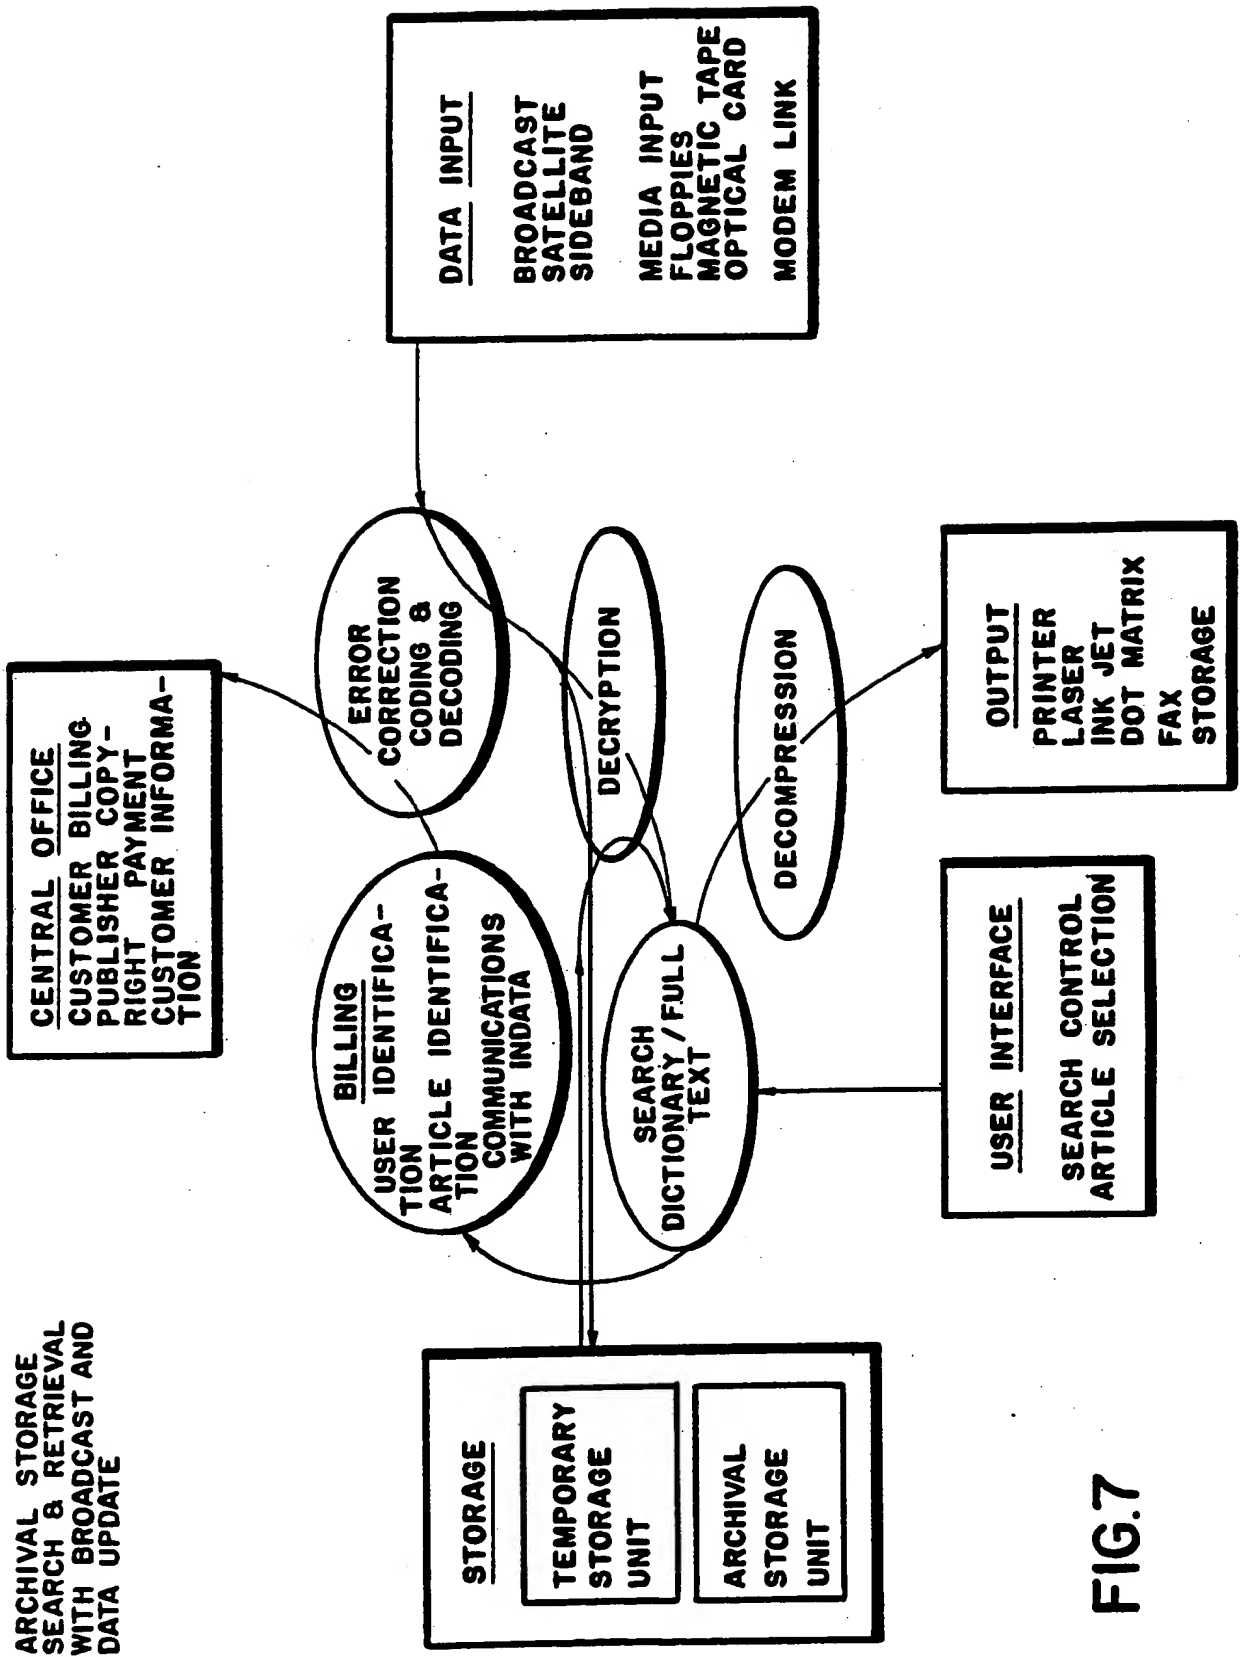 ARCHIVAL STORAGE
SEARCH & RETRIEVAL
WITH BROADCAST AND
DATA UPDATE
CENTRAL OFFICE
CUSTOMER BILLING
PUBLISHER COPY-
RIGHT PAYMENT
CUSTOMER INFORMA-
TION
BILLING
USER IDENTIFICA-
TION
ARTICLE IDENTIFICA-
TION
COMMUNICATIONS
WITH INDATA
ERROR
CORRECTION
CODING &
DECODING
DATA INPUT
BROADCAST
SATELLITE
SIDEBAND
MEDIA INPUT
FLOPPIES
MAGNETIC TAPE
OPTICAL CARD
MODEM LINK
STORAGE
TEMPORARY
STORAGE
UNIT
ARCHIVAL
STORAGE
UNIT
SEARCH
DICTIONARY/FULL
TEXT
DECRYPTION
DECOMPRESSION
USER INTERFACE
SEARCH CONTROL
ARTICLE SELECTION
OUTPUT
PRINTER
LASER
INK JET
DOT MATRIX
FAX
STORAGE
FIG.7